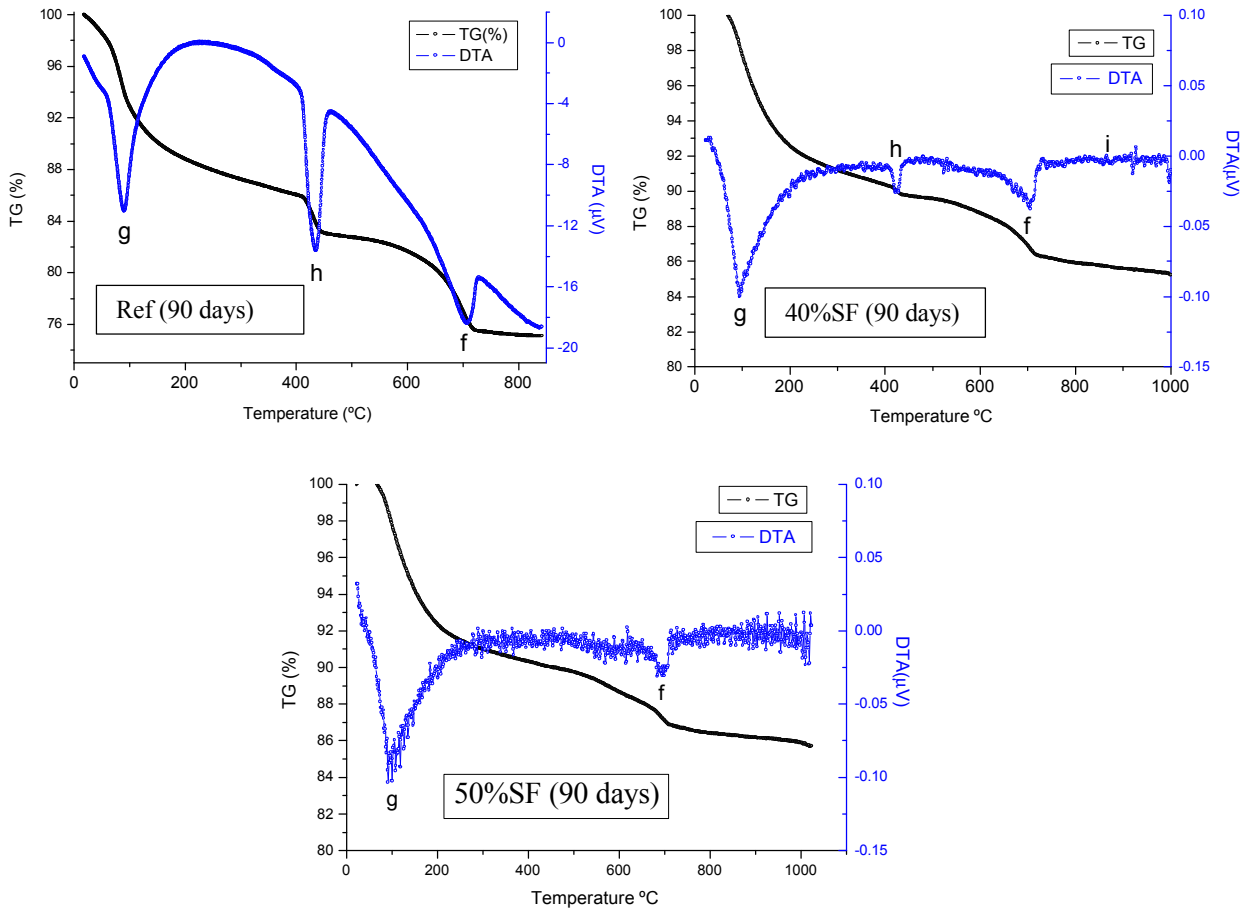 100
96
92
88
84
80
76
TG (%)
0
200
400
600
800
Temperature (ºC)
0
-4
-8
-12
-16
-20
DTA (µV)
TG(%)
DTA
g
h
f
Ref (90 days)
100
98
96
94
92
90
88
86
84
82
80
TG (%)
0
200
400
600
800
1000
Temperature ºC
0.10
0.05
0.00
-0.05
-0.10
-0.15
DTA(µV)
TG
DTA
g
h
f
i
40%SF (90 days)
100
98
96
94
92
90
88
86
84
82
80
TG (%)
0
200
400
600
800
1000
Temperature ºC
0.10
0.05
0.00
-0.05
-0.10
-0.15
DTA(µV)
TG
DTA
g
f
50%SF (90 days)